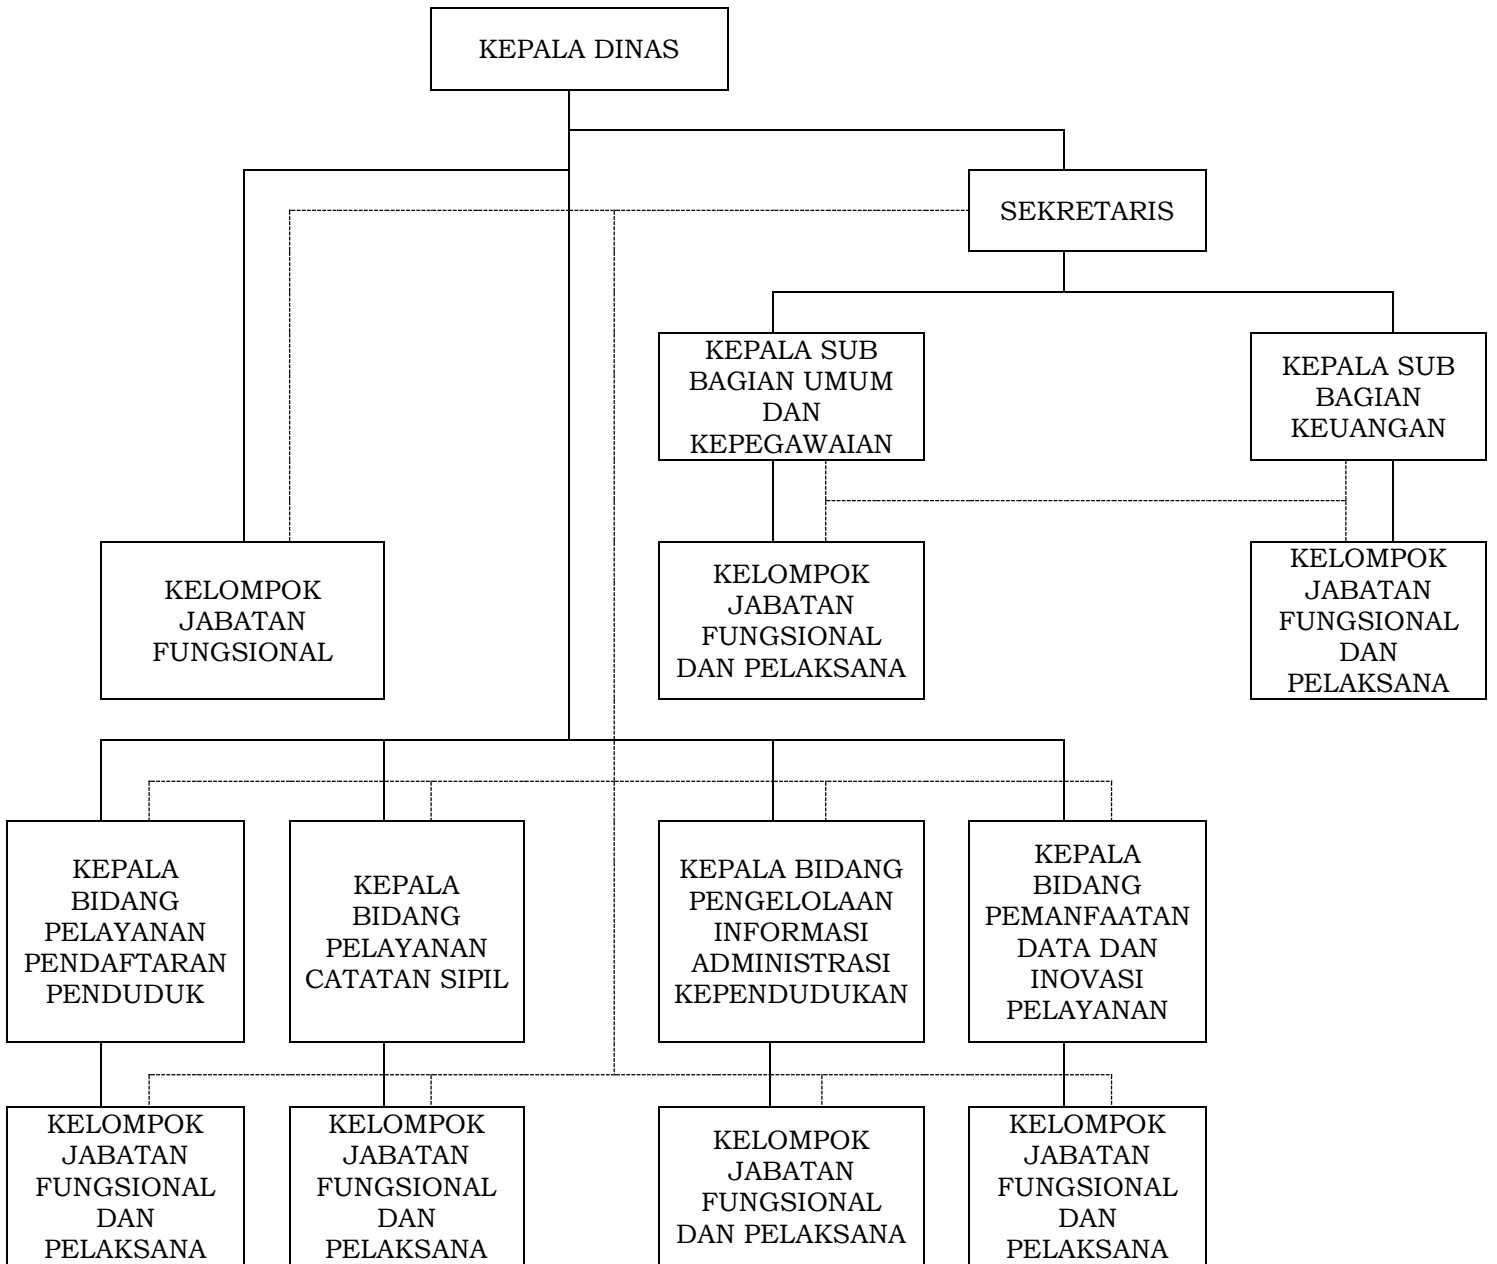 KEPALA DINAS
SEKRETARIS
KEPALA SUB
BAGIAN UMUM
DAN
KEPEGAWAIAN
KEPALA SUB
BAGIAN
KEUANGAN
KELOMPOK
JABATAN
FUNGSIONAL
KELOMPOK
JABATAN
FUNGSIONAL
DAN PELAKSANA
KELOMPOK
JABATAN
FUNGSIONAL
DAN
PELAKSANA
KEPALA
BIDANG
PELAYANAN
PENDAFTARAN
PENDUDUK
KEPALA
BIDANG
PELAYANAN
CATATAN SIPIL
KEPALA BIDANG
PENGELOLAAN
INFORMASI
ADMINISTRASI
KEPENDUDUKAN
KEPALA
BIDANG
PEMANFAATAN
DATA DAN
INOVASI
PELAYANAN
KELOMPOK
JABATAN
FUNGSIONAL
DAN
PELAKSANA
KELOMPOK
JABATAN
FUNGSIONAL
DAN
PELAKSANA
KELOMPOK
JABATAN
FUNGSIONAL
DAN PELAKSANA
KELOMPOK
JABATAN
FUNGSIONAL
DAN
PELAKSANA